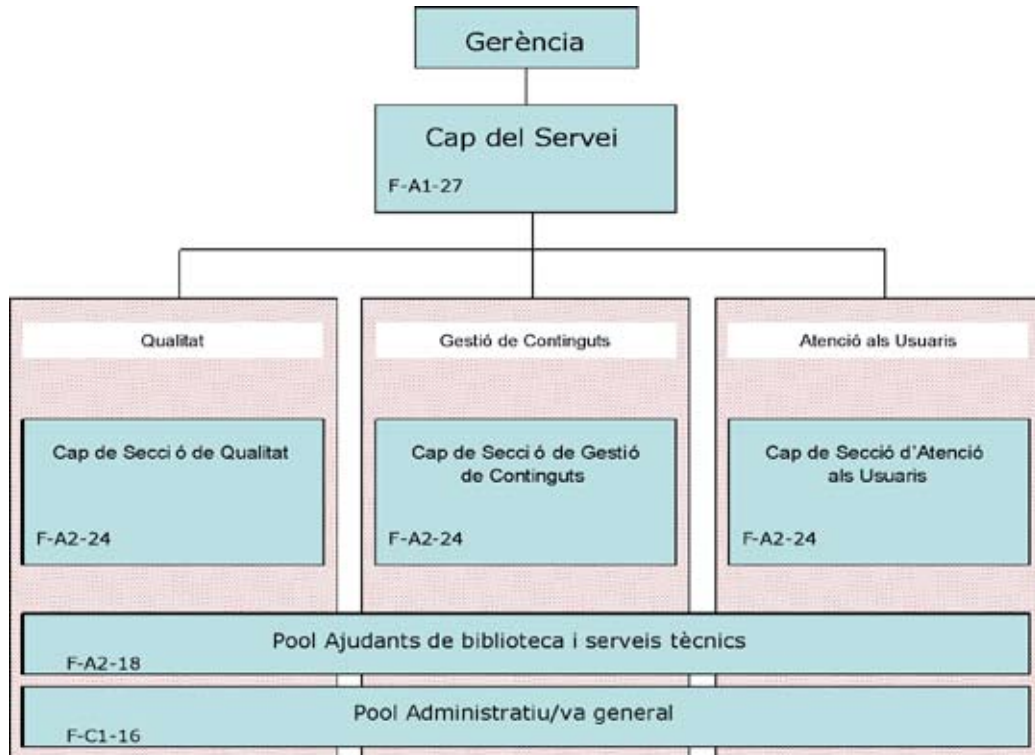 Gerència
Cap del Servei
F-A1-27
Qualitat
Gestió de Continguts
Atenció als Usuaris
Cap de Secció de Qualitat
F-A2-24
Cap de Secció de Gestió
de Continguts
F-A2-24
Cap de Secció d'Atenció
als Usuaris
F-A2-24
Pool Ajudants de biblioteca i serveis tècnics
F-A2-18
Pool Administratiu/va general
F-C1-16